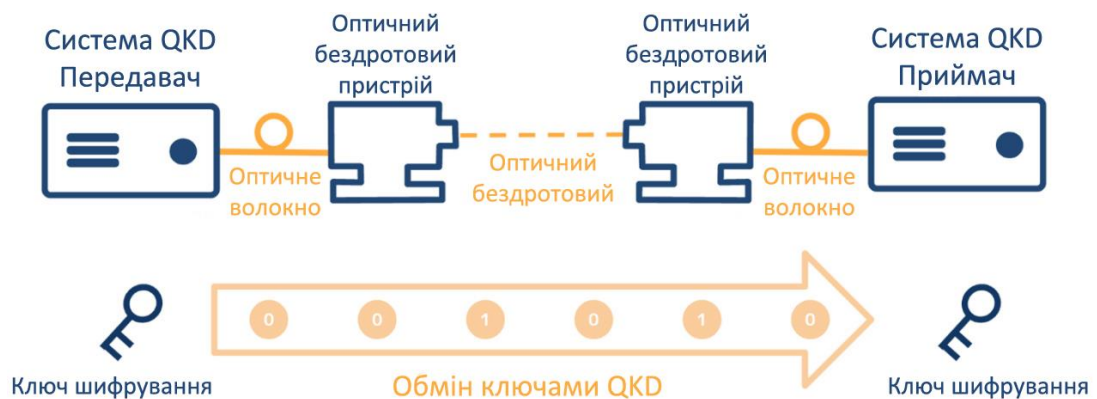 Система QKD
Передавач
Оптичний
бездротовий
пристрій
Оптичний
бездротовий
пристрій
Система QKD
Приймач
Оптичне
волокно
Оптичний
бездротовий
Оптичне
волокно
0 0 1 0 1 0
Ключ шифрування
Обмін ключами QKD
Ключ шифрування